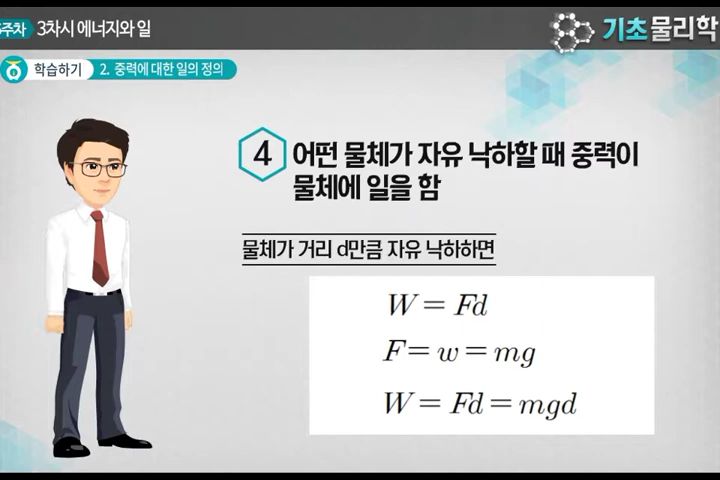 주차 3차시 에너지와 일
기초물리학
학습하기 2. 중력에 대한 일의 정의
4 어떤 물체가 자유 낙하할 때 중력이
물체에 일을 함
물체가 거리 d만큼 자유 낙하하면
W = Fd
F = w = mg
W = Fd = mgd